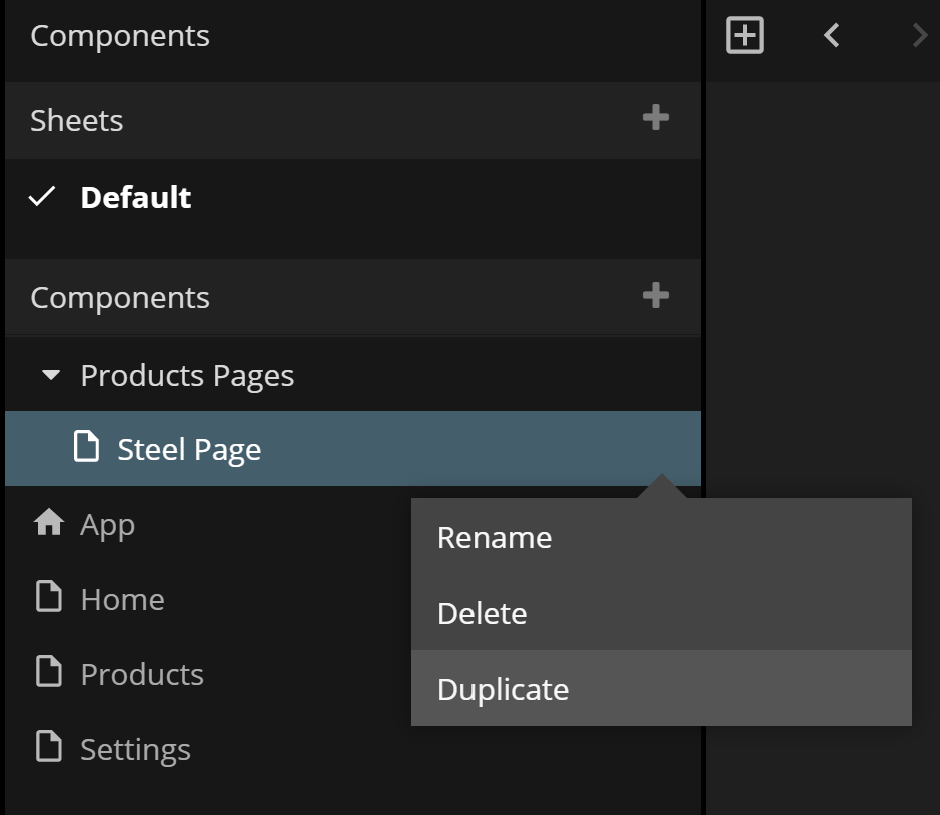 Components
Sheets
Default
Components
Products Pages
Steel Page
App
Home
Products
Settings
Rename
Delete
Duplicate